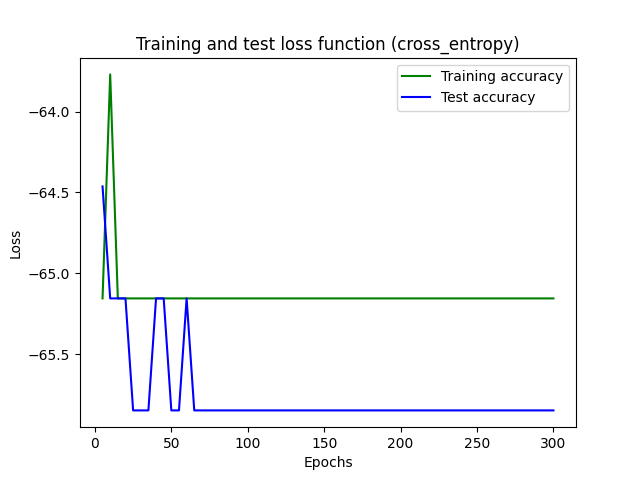 Training and test loss function (cross_entropy)
Training accuracy
Test accuracy
−64.0
−64.5
−65.0
−65.5
Loss
0 50 100 150 200 250 300
Epochs